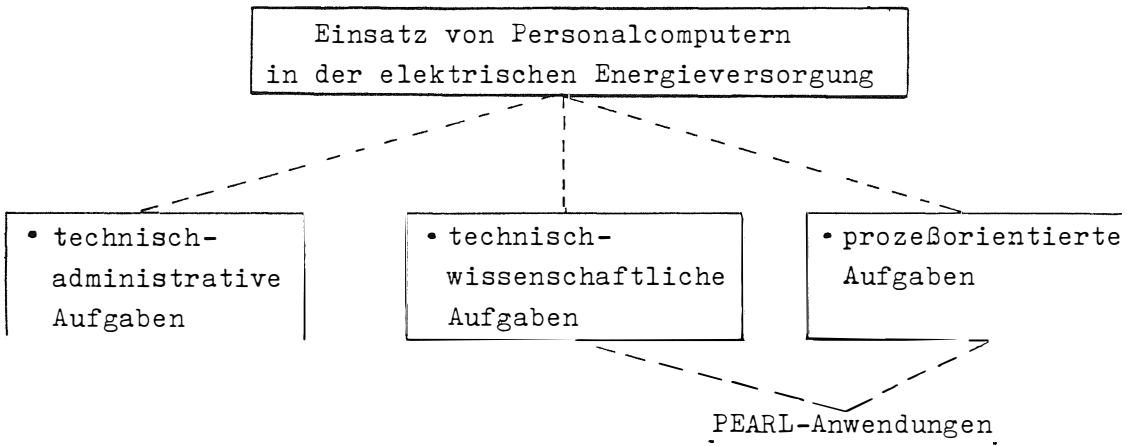 Einsatz von Personalcomputern
in der elektrischen Energieversorgung
• technisch-
administrative
Aufgaben
• technisch-
wissenschaftliche
Aufgaben
• prozeßorientierte
Aufgaben
PEARL-Anwendungen